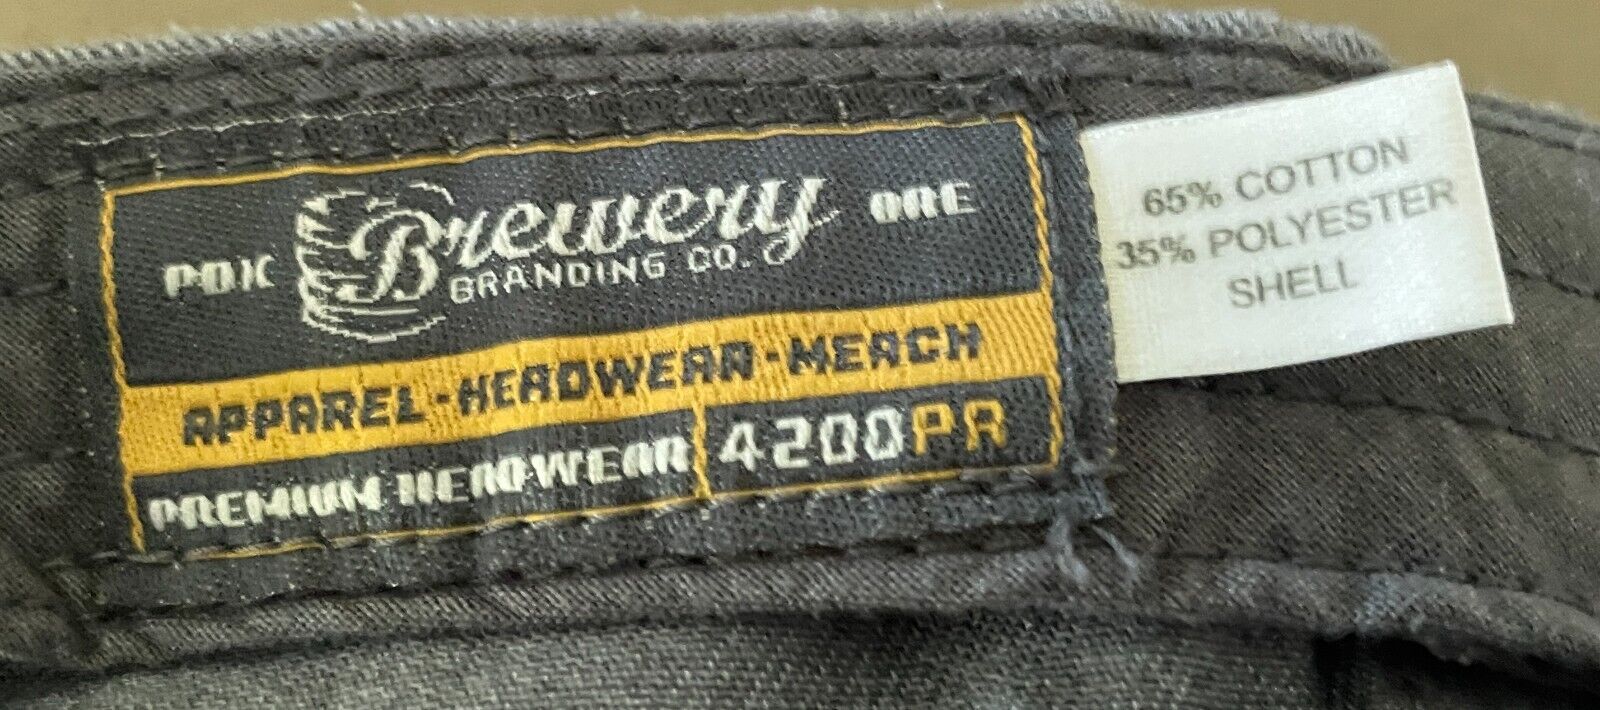 PDX Brewery ORE
BRANDING CO.
APPAREL-HEADWEAR-MERCH
PREMIUM HEADWEAR 4200PR
65% COTTON
35% POLYESTER
SHELL